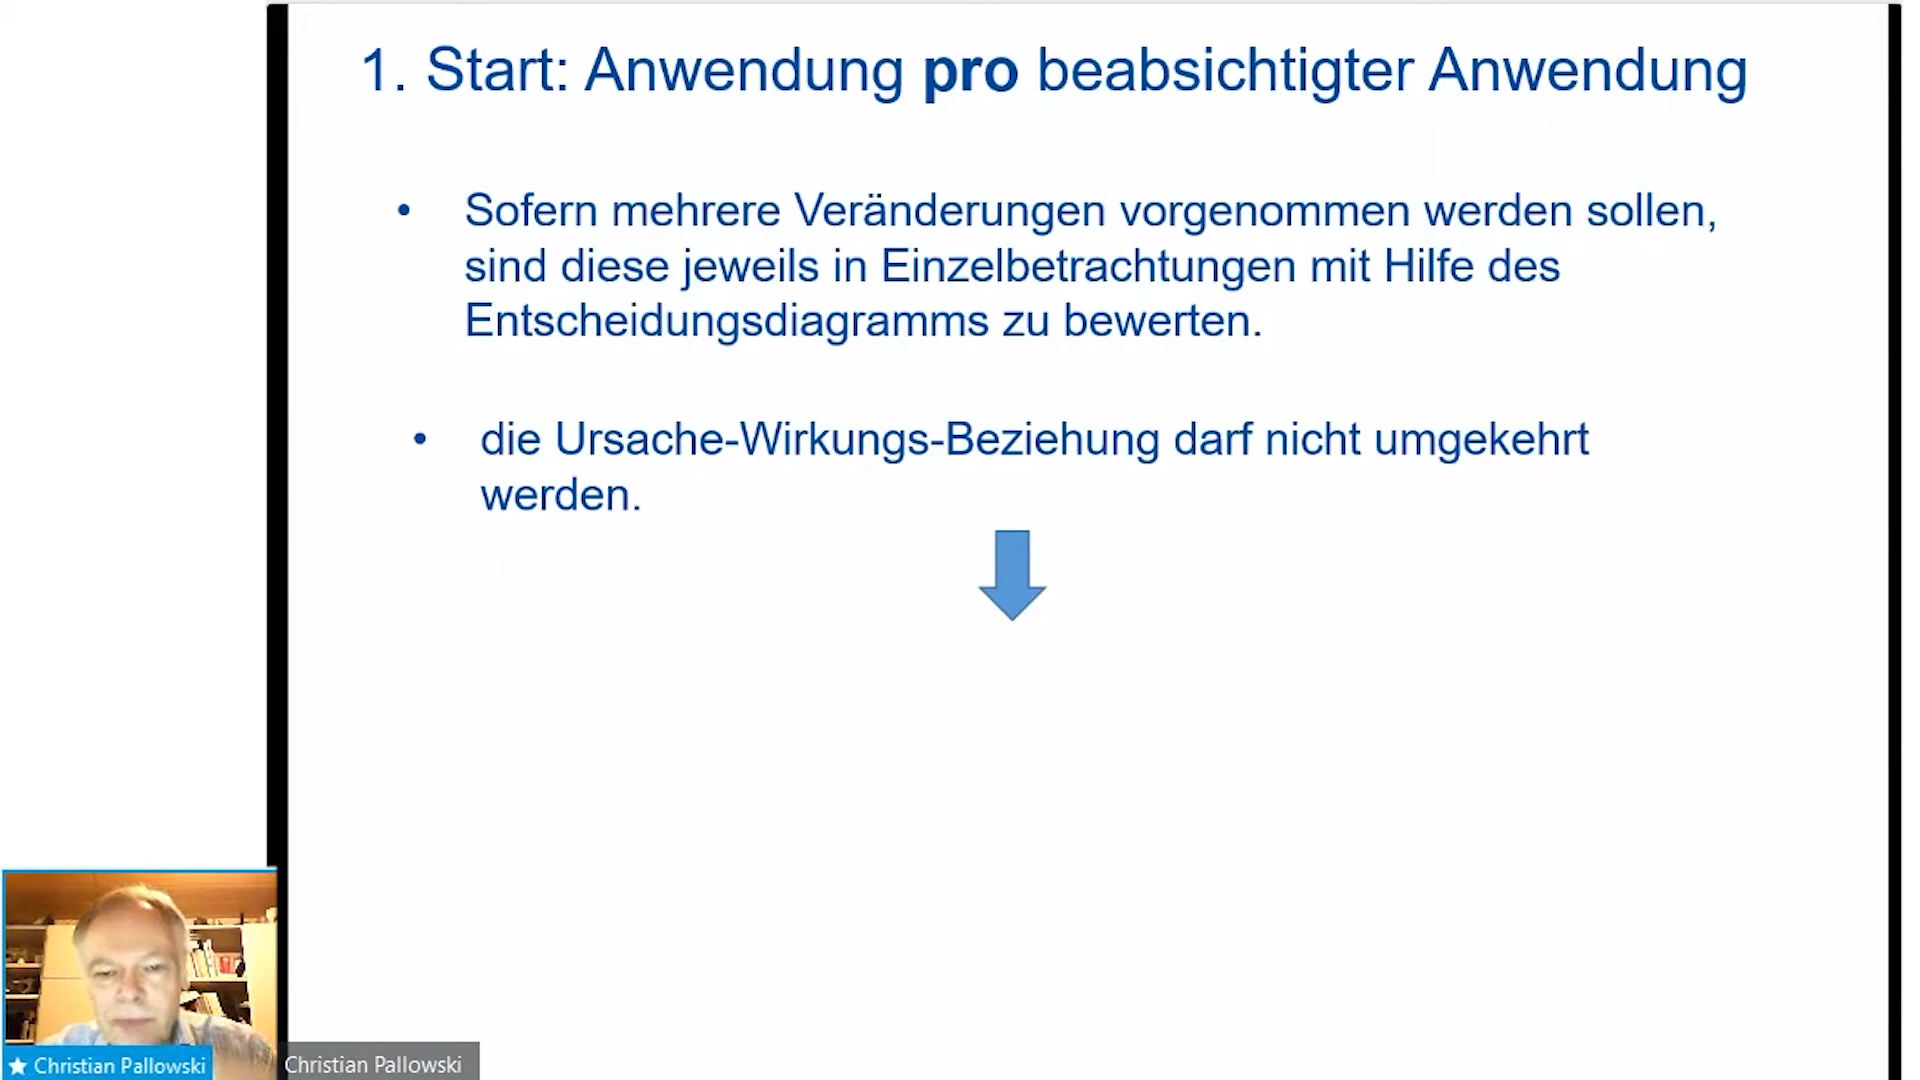 1. Start: Anwendung pro beabsichtigter Anwendung
• Sofern mehrere Veränderungen vorgenommen werden sollen,
sind diese jeweils in Einzelbetrachtungen mit Hilfe des
Entscheidungsdiagramms zu bewerten.
• die Ursache-Wirkungs-Beziehung darf nicht umgekehrt
werden.
Christian Pallowski
Christian Pallowski